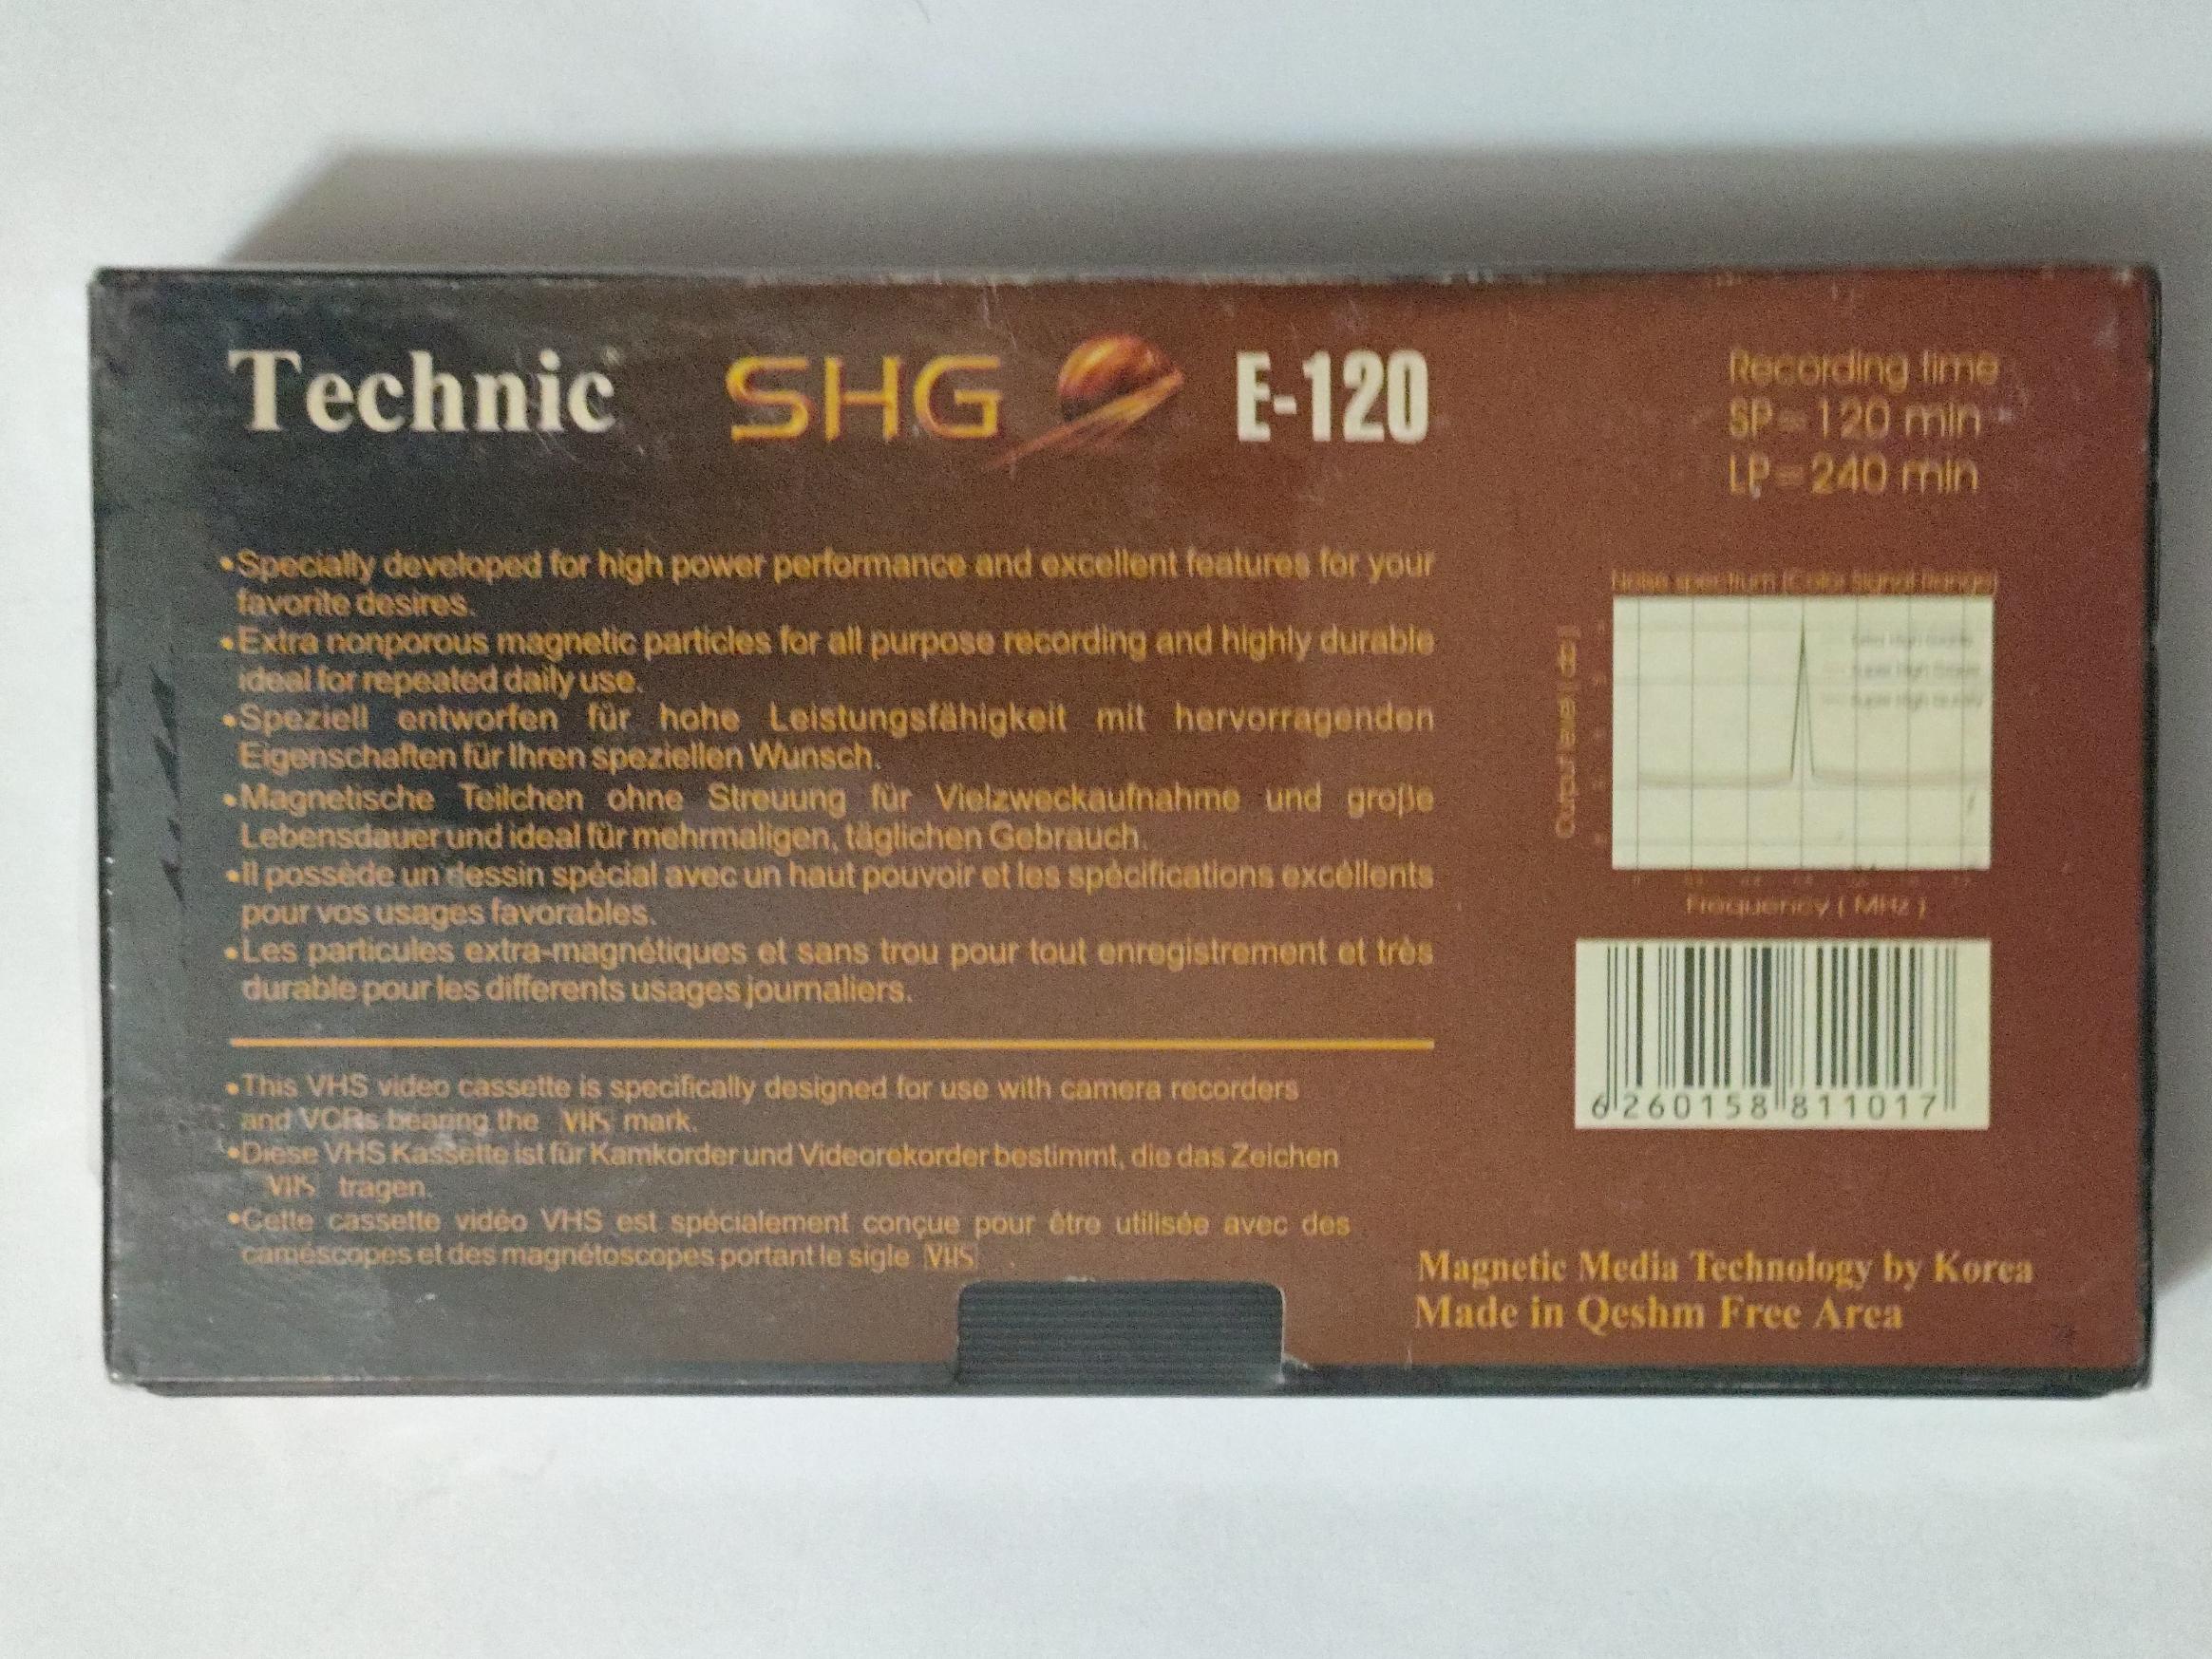 Technic SHG E-120
Recording time
SP = 120 min
LP = 240 min
•Specially developed for high power performance and excellent features for your
favorite desires.
•Extra nonporous magnetic particles for all purpose recording and highly durable
ideal for repeated daily use.
•Speziell entworfen für hohe Leistungsfähigkeit mit hervorragenden
Eigenschaften für Ihren speziellen Wunsch.
•Magnetische Teilchen ohne Streuung für Vielzweckaufnahme und große
Lebensdauer und ideal für mehrmaligen, täglichen Gebrauch.
•Il possède un dessin spécial avec un haut pouvoir et les spécifications excéllents
pour vos usages favorables.
•Les particules extra-magnétiques et sans trou pour tout enregistrement et très
durable pour les differents usages journaliers.
•This VHS video cassette is specifically designed for use with camera recorders
and VCRs bearing the VHS mark.
•Diese VHS Kassette ist für Kamkorder und Videorekorder bestimmt, die das Zeichen
VHS tragen.
•Cette cassette vidéo VHS est spécialement conçue pour être utilisée avec des
caméscopes et des magnétoscopes portant le sigle VHS
Noise spectrum (Color Signal Range)
Output level ( db )
Frequency ( MHz )
6 260158 811017
Magnetic Media Technology by Korea
Made in Qeshm Free Area